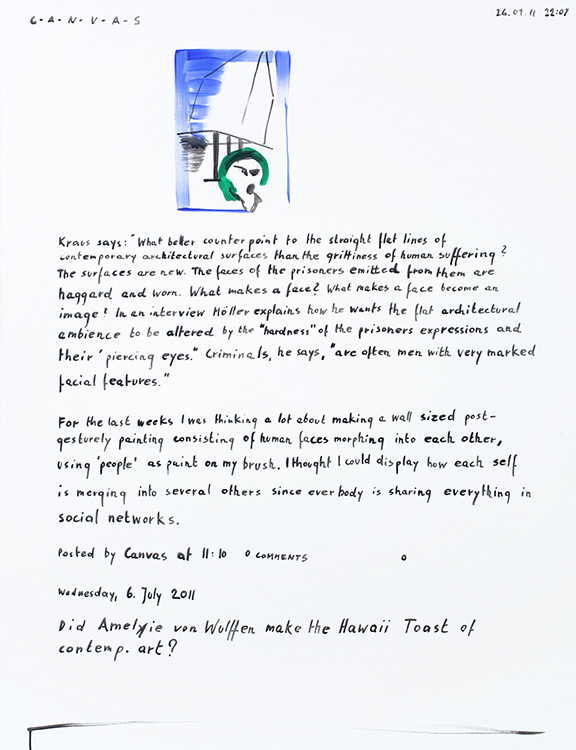 C-A-N-V-A-S
26.09.11 22:07
Kraus says: "What better counterpoint to the straight flat lines of
contemporary architectural surfaces than the grittiness of human suffering?
The surfaces are new. The faces of the prisoners emitted from them are
haggard and worn. What makes a face? What makes a face become an
image? In an interview Höller explains how he wants the flat architectural
ambience to be altered by the "hardness" of the prisoners expressions and
their 'piercing eyes." Criminals, he says, "are often men with very marked
facial features."
For the last weeks I was thinking a lot about making a wall sized post-
gesturely painting consisting of human faces morphing into each other,
using 'people' as paint on my brush. I thought I could display how each self
is merging into several others since everbody is sharing everything in
social networks.
Posted by Canvas at 11:10 0 COMMENTS
Wednesday, 6. July 2011
Did Amelyie von Wulffen make the Hawaii Toast of
contemp. art?